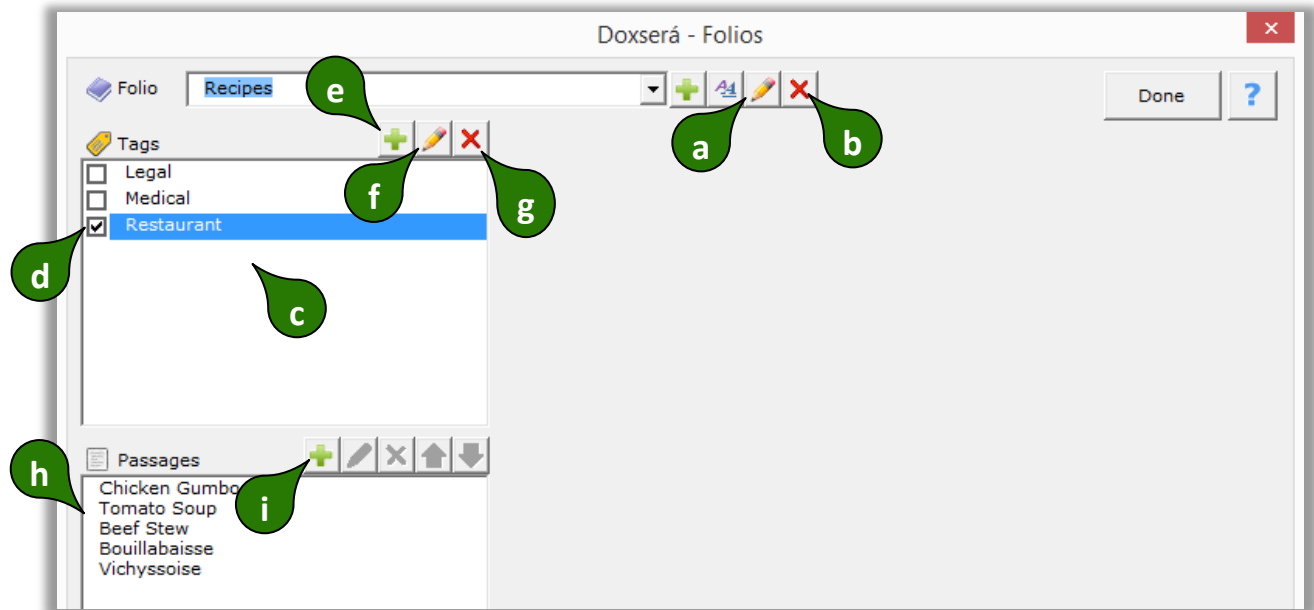 Doxserá - Folios
Folio Recipes Done ?
e
a
b
Tags
Legal
Medical
Restaurant
f
g
d
c
Passages
h
i
Chicken Gumbo
Tomato Soup
Beef Stew
Bouillabaisse
Vichyssoise